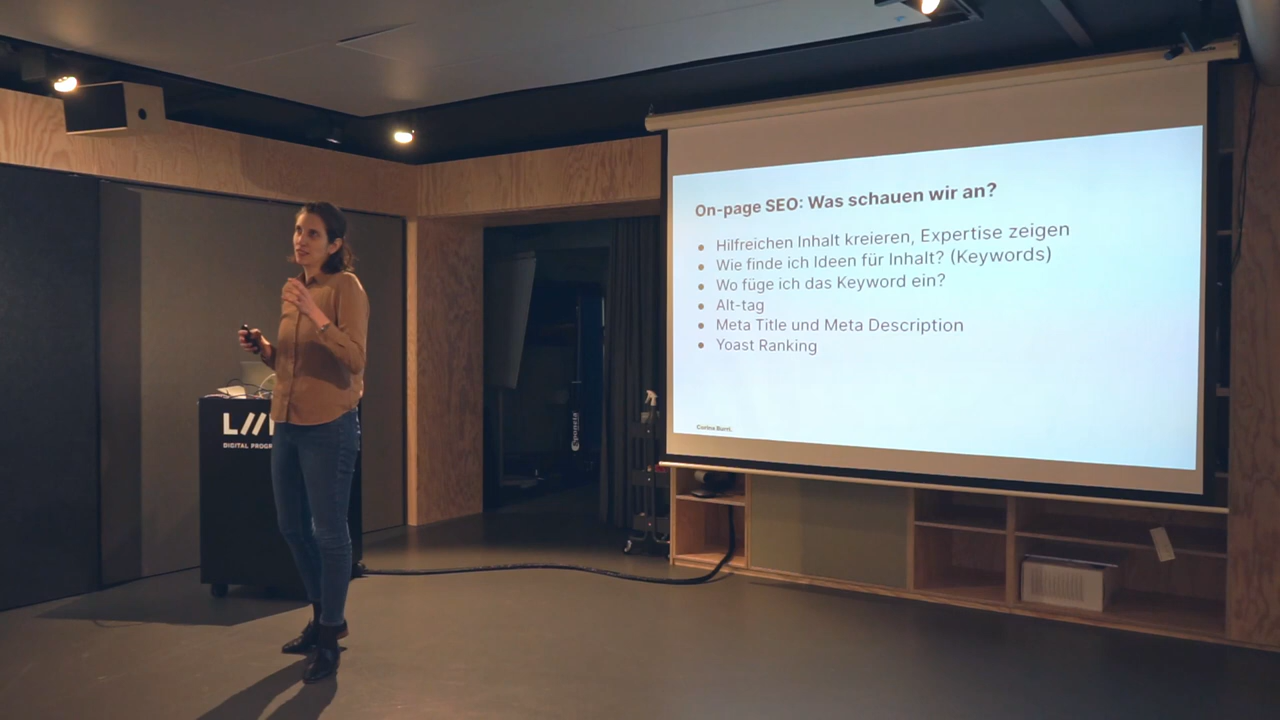 On-page SEO: Was schauen wir an?
Hilfreichen Inhalt kreieren, Expertise zeigen
Wie finde ich Ideen für Inhalt? (Keywords)
Wo füge ich das Keyword ein?
Alt-tag
Meta Title und Meta Description
Yoast Ranking
Corina Burri.
DIGITAL